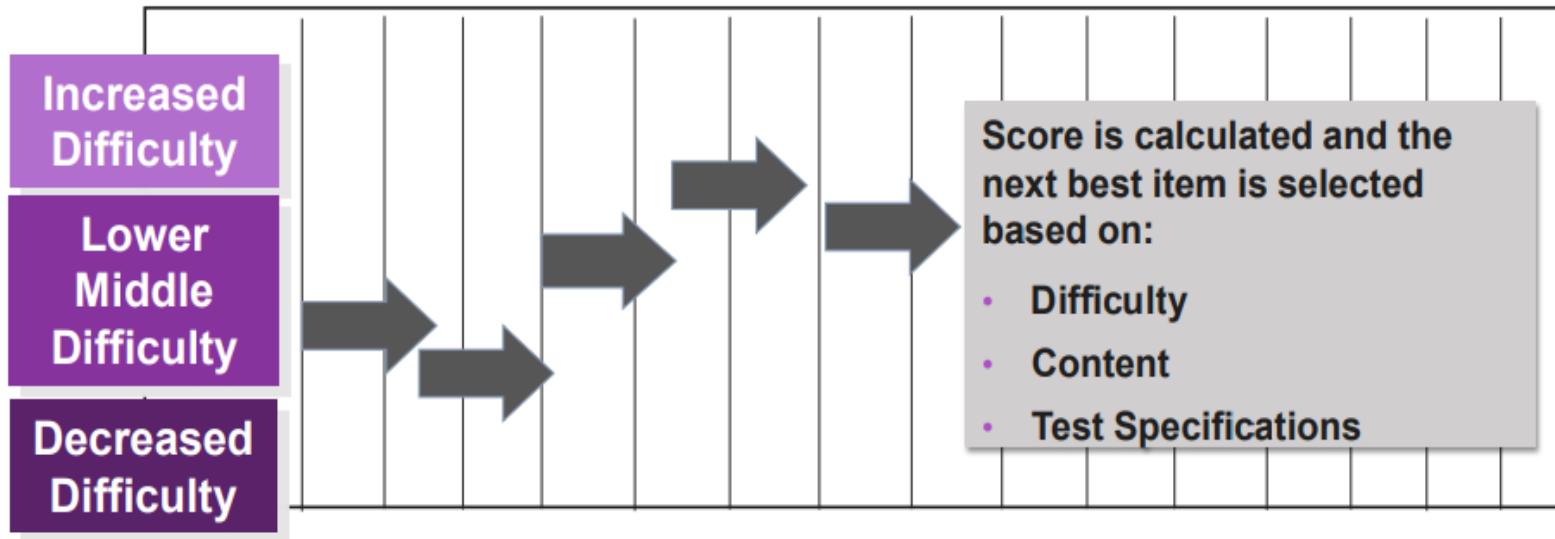 Increased
Difficulty
Lower
Middle
Difficulty
Decreased
Difficulty
Score is calculated and the
next best item is selected
based on:
• Difficulty
• Content
• Test Specifications